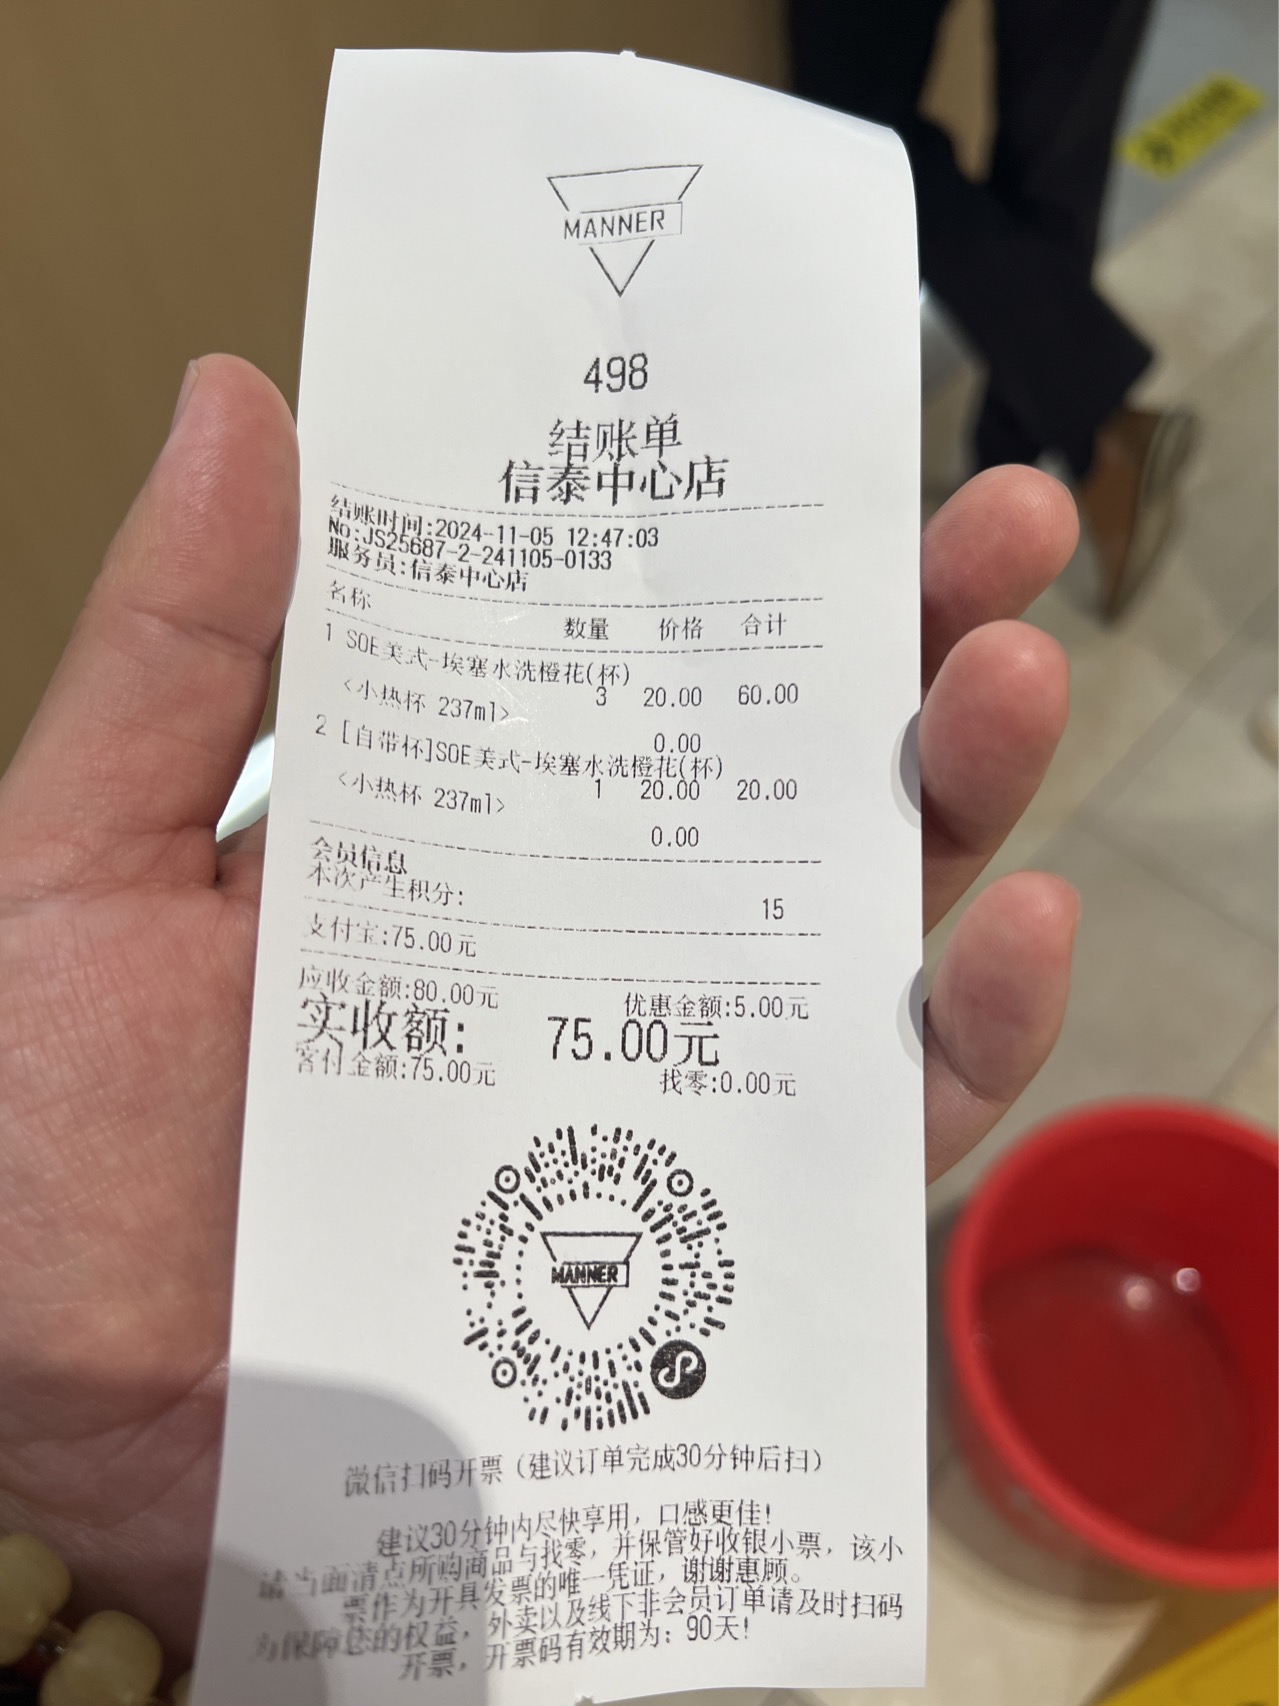 MANNER
498
结账单
信泰中心店
结账时间:2024-11-05 12:47:03
No:JS25687-2-241105-0133
服务员:信泰中心店
名称 数量 价格 合计
1 SOE美式-埃塞水洗橙花(杯)
<小热杯 237ml> 3 20.00 60.00
0.00
2 [自带杯]SOE美式-埃塞水洗橙花(杯)
<小热杯 237ml> 1 20.00 20.00
0.00
会员信息
本次产生积分: 15
支付宝:75.00元
应收金额:80.00元 优惠金额:5.00元
实收额: 75.00元
客付金额:75.00元 找零:0.00元
MANNER
微信扫码开票（建议订单完成30分钟后扫）
建议30分钟内尽快享用，口感更佳!
请当面清点所购商品与找零，并保管好收银小票，该小
票作为开具发票的唯一凭证，谢谢惠顾。
为保障您的权益，外卖以及线下非会员订单请及时扫码
开票，开票码有效期为：90天!